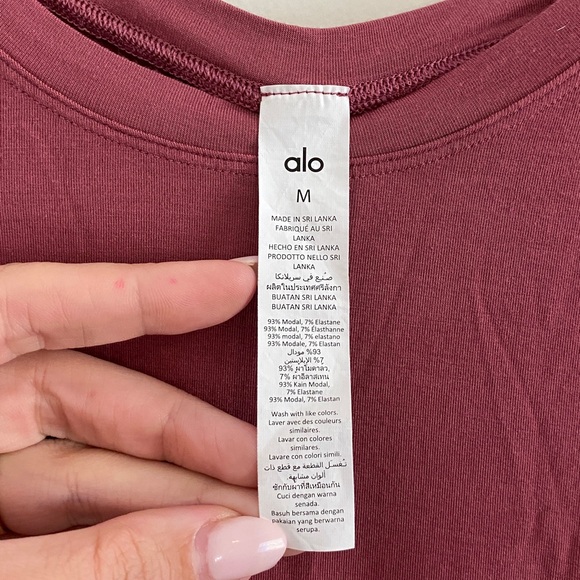 alo
M
MADE IN SRI LANKA
FABRIQUÉ AU SRI
LANKA
HECHO EN SRI LANKA
PRODOTTO NELLO SRI
LANKA
صُنع في سريلانكا
ผลิตในประเทศศรีลังกา
BUATAN SRI LANKA
BUATAN SRI LANKA
93% Modal, 7% Elastane
93% Modal, 7% Élasthanne
93% modal, 7% elastano
93% Modale, 7% Elastan
93% مودال
7% الإيلاستين
93% ผ้าโมดาล,
7% ผ้าอีลาสเทน
93% Kain Modal,
7% Elastane
93% Modal, 7% Elastan
Wash with like colors.
Laver avec des couleurs
similaires.
Lavar con colores
similares.
Lavare con colori simili.
تُغسل القطعة مع قطع ذات
ألوان مشابهة.
ซักกับผ้าที่สีเหมือนกัน
Cuci dengan warna
senada.
Basuh bersama dengan
pakaian yang berwarna
serupa.